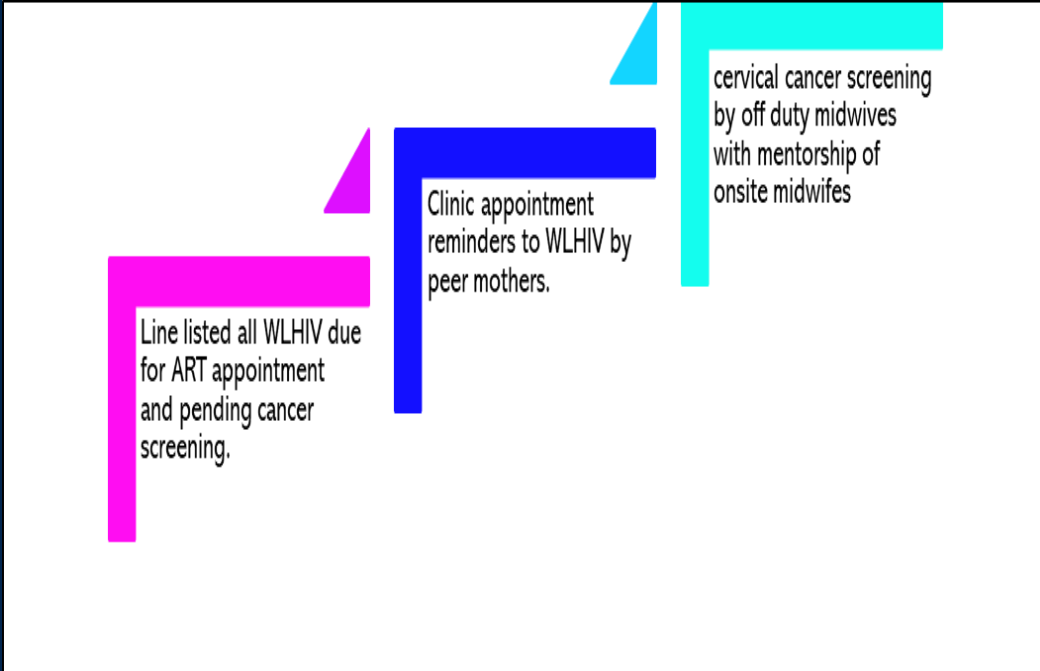 Line listed all WLHIV due
for ART appointment
and pending cancer
screening.
Clinic appointment
reminders to WLHIV by
peer mothers.
cervical cancer screening
by off duty midwives
with mentorship of
onsite midwifes